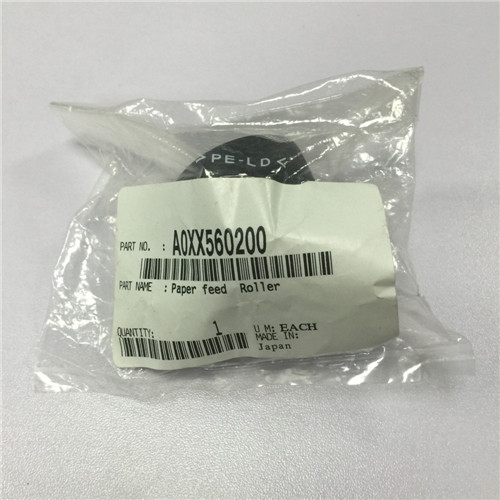 >PE-LD<
PART NO. : A0XX560200
PART NAME : Paper feed Roller
QUANTITY: 1 U M: EACH
MADE IN:
Japan